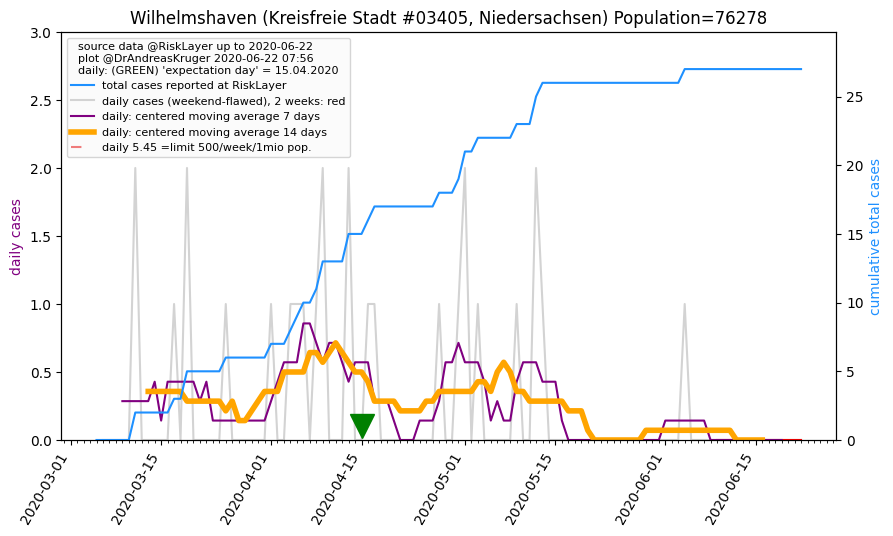 Wilhelmshaven (Kreisfreie Stadt #03405, Niedersachsen) Population=76278
source data @RiskLayer up to 2020-06-22
plot @DrAndreasKruger 2020-06-22 07:56
daily: (GREEN) 'expectation day' = 15.04.2020
total cases reported at RiskLayer
daily cases (weekend-flawed), 2 weeks: red
daily: centered moving average 7 days
daily: centered moving average 14 days
daily 5.45 =limit 500/week/1mio pop.
daily cases
3.0
2.5
2.0
1.5
1.0
0.5
0.0
cumulative total cases
25
20
15
10
5
0
2020-03-01
2020-03-15
2020-04-01
2020-04-15
2020-05-01
2020-05-15
2020-06-01
2020-06-15